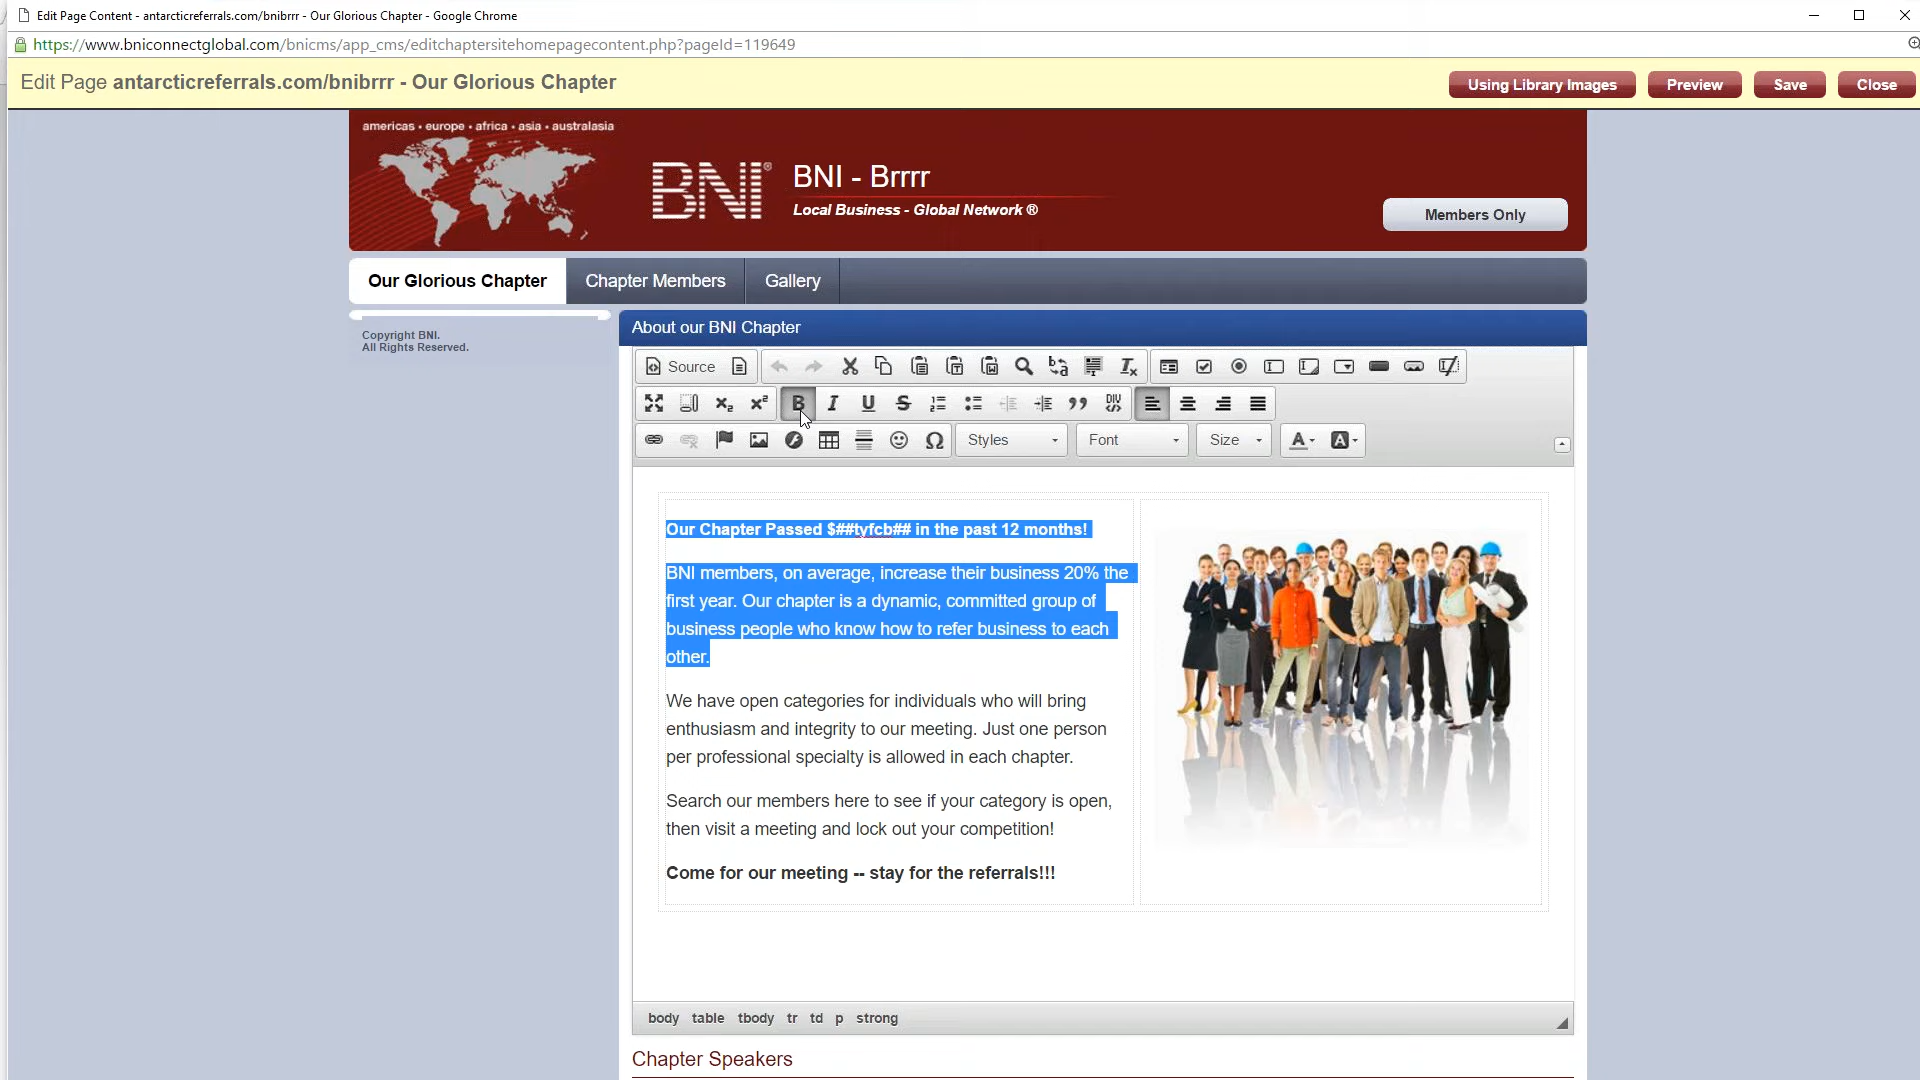 Edit Page Content - antarcticreferrals.com/bnibrrr - Our Glorious Chapter - Google Chrome
https://www.bniconnectglobal.com/bnicms/app_cms/editchaptersitehomepagecontent.php?pageId=119649
Edit Page antarcticreferrals.com/bnibrrr - Our Glorious Chapter
Using Library Images
Preview
Save
Close
americas • europe • africa • asia • australasia
BNI®
BNI - Brrrr
Local Business - Global Network ®
Members Only
Our Glorious Chapter
Chapter Members
Gallery
Copyright BNI.
All Rights Reserved.
About our BNI Chapter
Source
Styles
Font
Size
Our Chapter Passed $##tyfcb## in the past 12 months!
BNI members, on average, increase their business 20% the
first year. Our chapter is a dynamic, committed group of
business people who know how to refer business to each
other.
We have open categories for individuals who will bring
enthusiasm and integrity to our meeting. Just one person
per professional specialty is allowed in each chapter.
Search our members here to see if your category is open,
then visit a meeting and lock out your competition!
Come for our meeting -- stay for the referrals!!!
body table tbody tr td p strong
Chapter Speakers